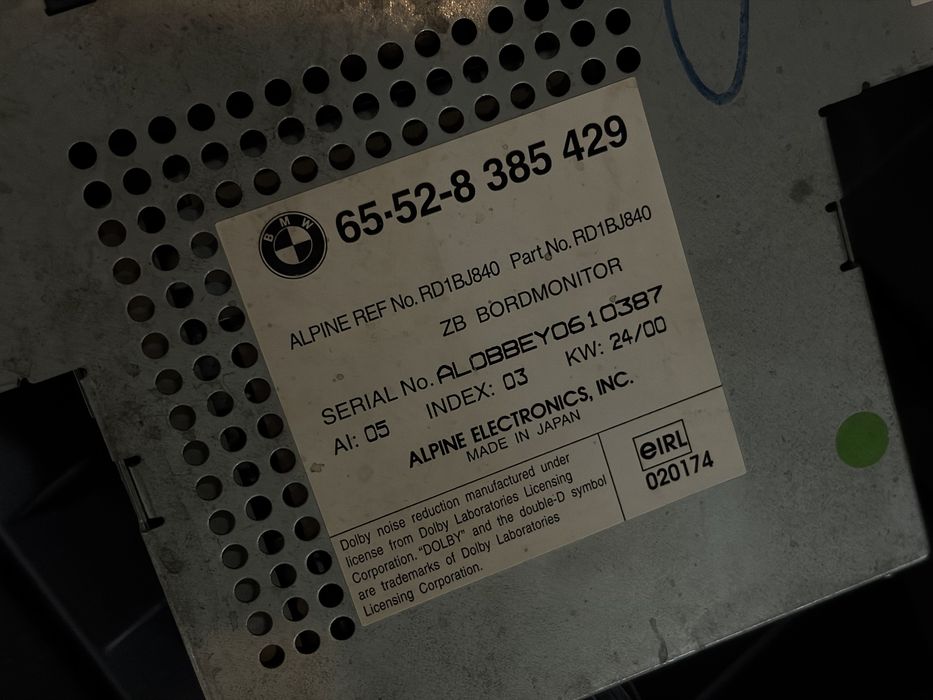 BMW
65-52-8 385 429
ALPINE REF No. RD1BJ840 Part.No. RD1BJ840
ZB BORDMONITOR
SERIAL No. AL0BBEY0610387
AI: 05 INDEX: 03 KW: 24/00
ALPINE ELECTRONICS, INC.
MADE IN JAPAN
Dolby noise reduction manufactured under
license from Dolby Laboratories Licensing
Corporation. "DOLBY" and the double-D symbol
are trademarks of Dolby Laboratories
Licensing Corporation.
eIRL
020174